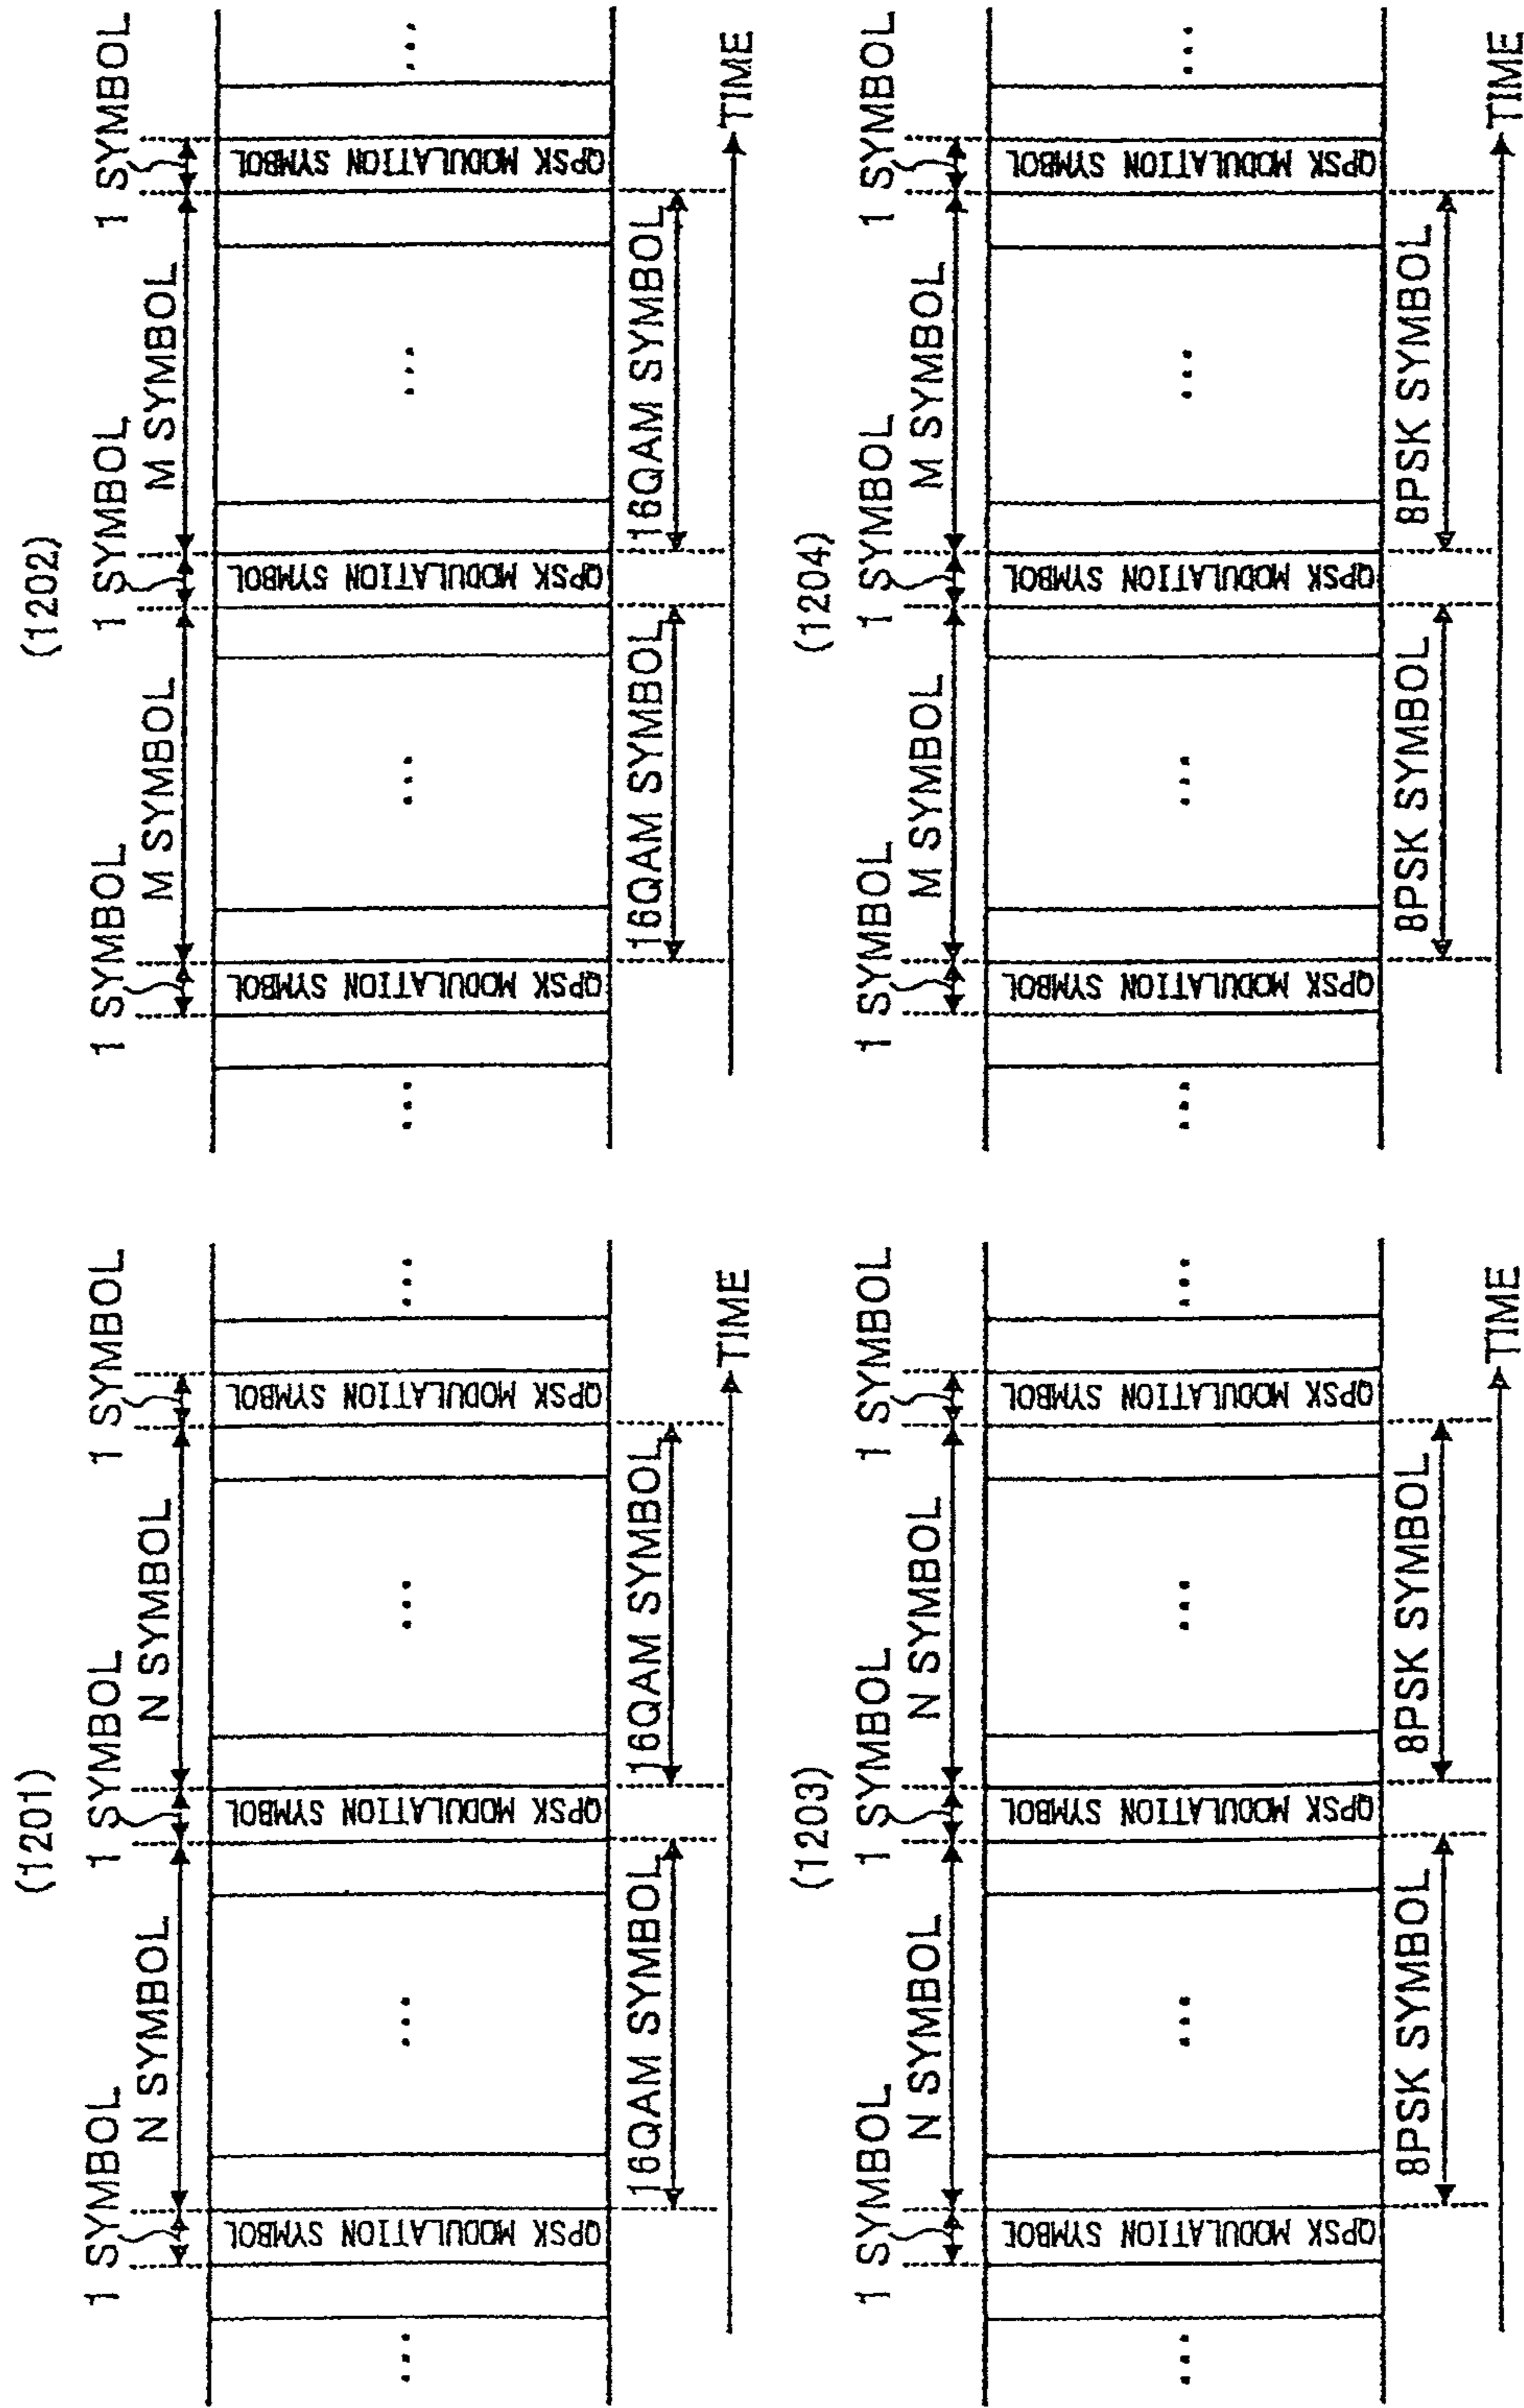 (1201)
1 SYMBOL 1 SYMBOL 1 SYMBOL
N SYMBOL N SYMBOL
QPSK MODULATION SYMBOL QPSK MODULATION SYMBOL QPSK MODULATION SYMBOL
... ... ... ...
16QAM SYMBOL 16QAM SYMBOL
TIME
(1202)
1 SYMBOL 1 SYMBOL 1 SYMBOL
M SYMBOL M SYMBOL
QPSK MODULATION SYMBOL QPSK MODULATION SYMBOL QPSK MODULATION SYMBOL
... ... ... ...
16QAM SYMBOL 16QAM SYMBOL
TIME
(1203)
1 SYMBOL 1 SYMBOL 1 SYMBOL
N SYMBOL N SYMBOL
QPSK MODULATION SYMBOL QPSK MODULATION SYMBOL QPSK MODULATION SYMBOL
... ... ... ...
8PSK SYMBOL 8PSK SYMBOL
TIME
(1204)
1 SYMBOL 1 SYMBOL 1 SYMBOL
M SYMBOL M SYMBOL
QPSK MODULATION SYMBOL QPSK MODULATION SYMBOL QPSK MODULATION SYMBOL
... ... ... ...
8PSK SYMBOL 8PSK SYMBOL
TIME